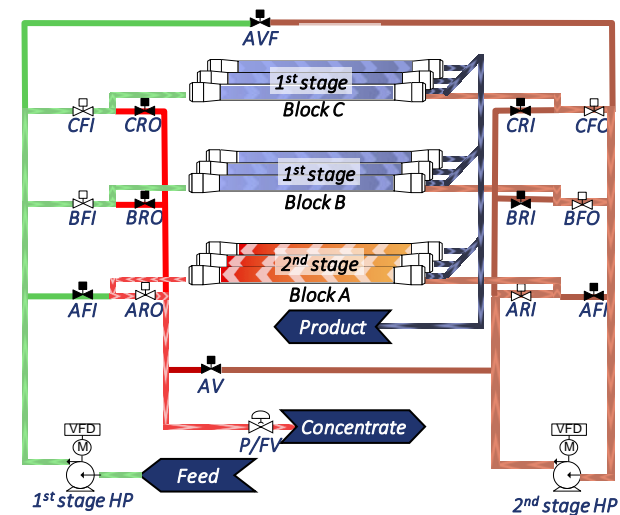 AVF
1st stage
Block C
CFI
CRO
CRI
CFO
1st stage
Block B
BFI
BRO
BRI
BFO
2nd stage
Block A
AFI
ARO
ARI
AFI
Product
AV
P/FV
Concentrate
VFD
M
Feed
1st stage HP
VFD
M
2nd stage HP